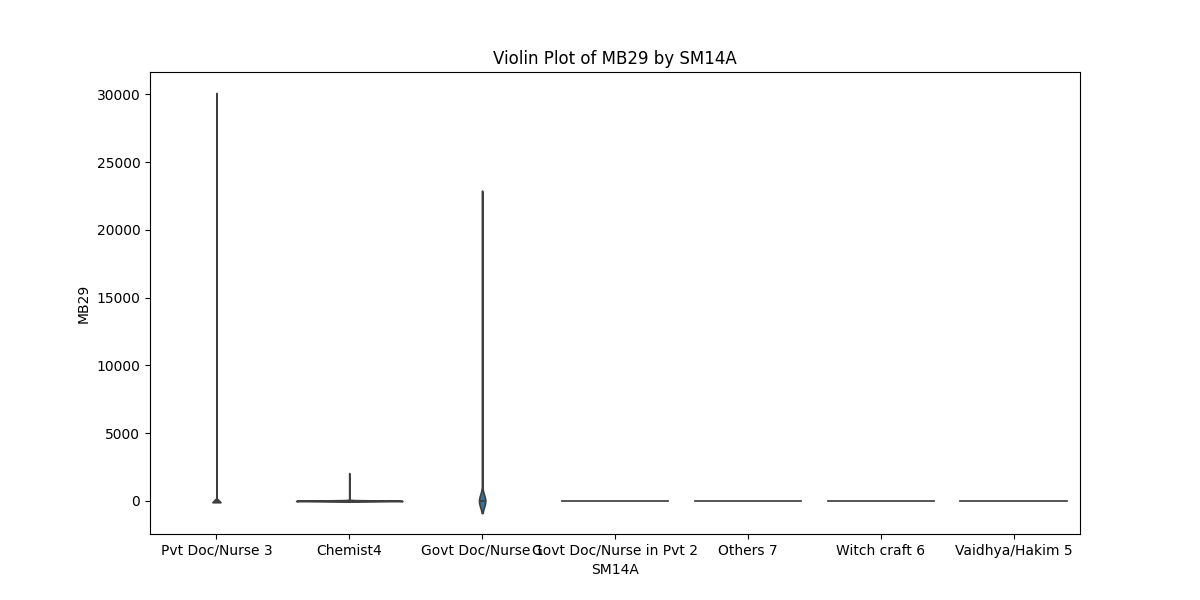 Violin Plot of MB29 by SM14A
30000
25000
20000
15000
10000
5000
0
MB29
Pvt Doc/Nurse 3 Chemist4 Govt Doc/Nurse 1 Govt Doc/Nurse in Pvt 2 Others 7 Witch craft 6 Vaidhya/Hakim 5
SM14A